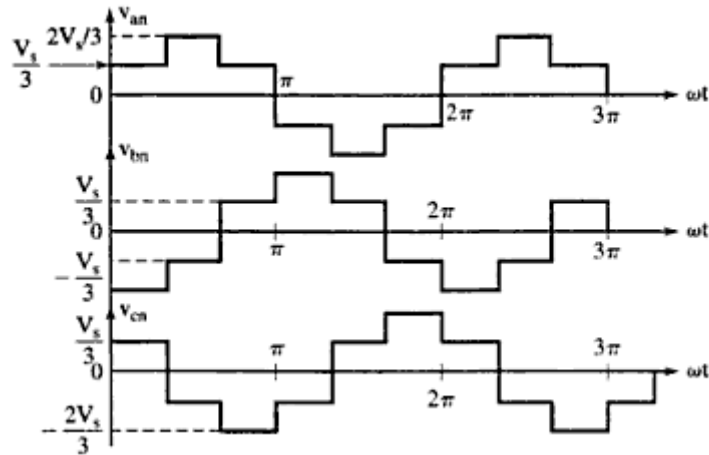 v_an
2V_s/3
V_s/3
0
π
2π
3π
ωt
v_bn
V_s/3
0
-V_s/3
π
2π
3π
ωt
v_cn
V_s/3
0
-2V_s/3
π
2π
3π
ωt